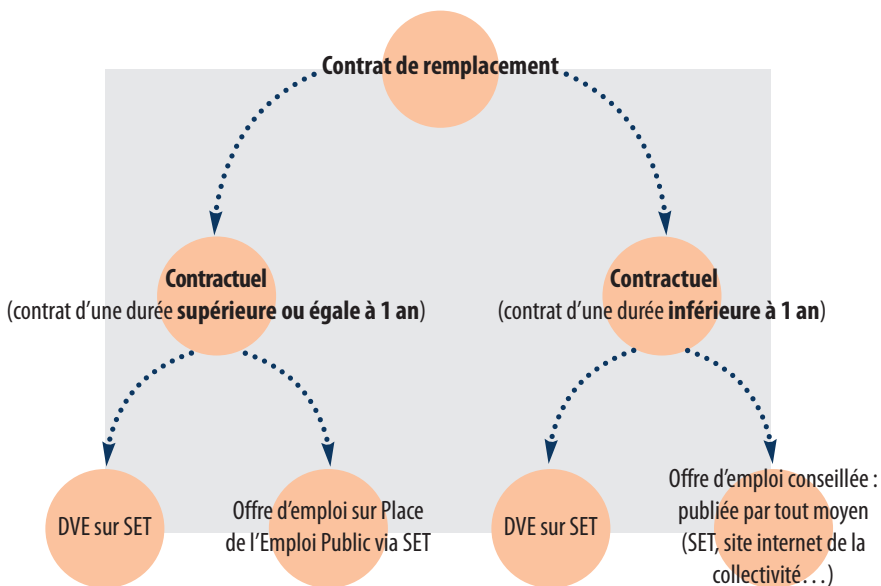 Contrat de remplacement
Contractuel
(contrat d'une durée supérieure ou égale à 1 an)
Contractuel
(contrat d'une durée inférieure à 1 an)
DVE sur SET
Offre d'emploi sur Place
de l'Emploi Public via SET
DVE sur SET
Offre d'emploi conseillée :
publiée par tout moyen
(SET, site internet de la
collectivité…)